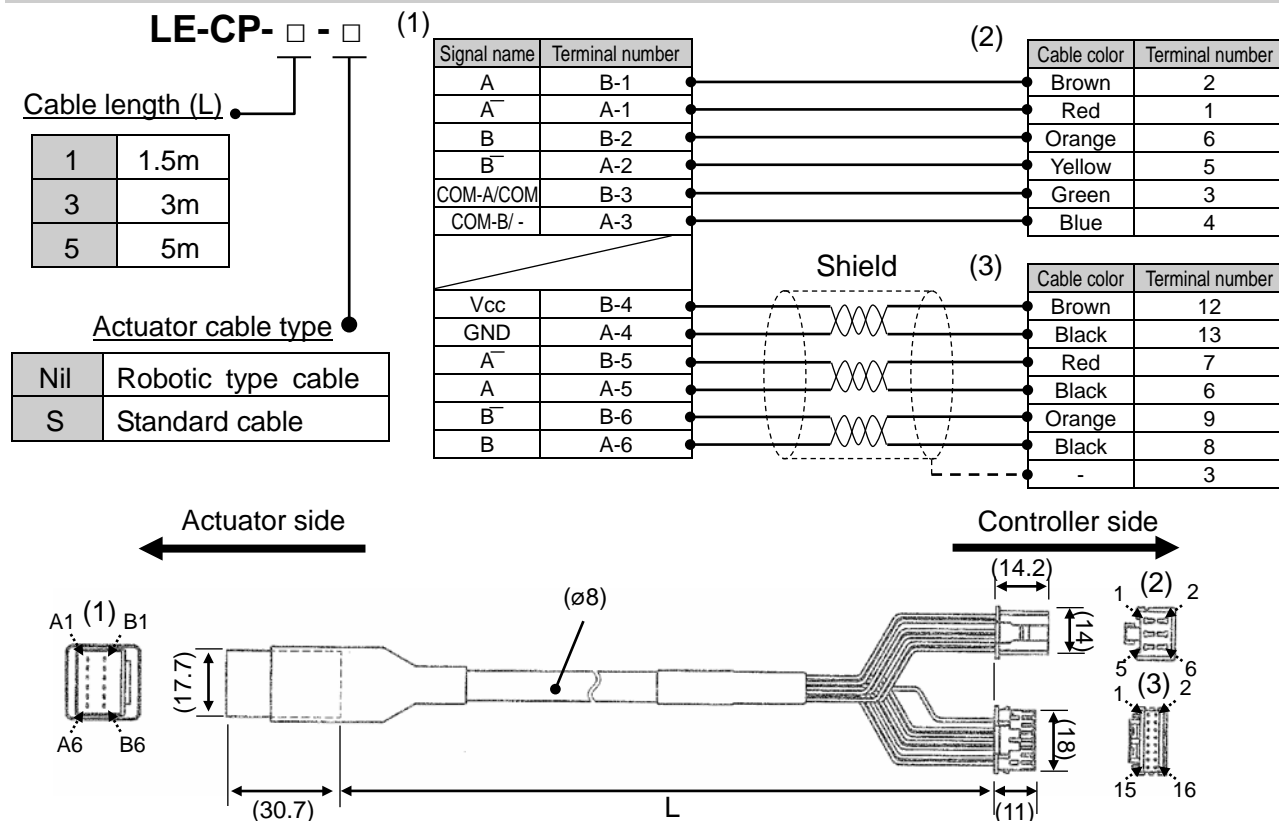 LE-CP- □ - □
Cable length (L)
1 1.5m
3 3m
5 5m
Actuator cable type
Nil Robotic type cable
S Standard cable
(1)
Signal name Terminal number
A B-1
A̅ A-1
B B-2
B̅ A-2
COM-A/COM B-3
COM-B/ - A-3
Vcc B-4
GND A-4
A̅ B-5
A A-5
B̅ B-6
B A-6
Shield
(2)
Cable color Terminal number
Brown 2
Red 1
Orange 6
Yellow 5
Green 3
Blue 4
(3)
Cable color Terminal number
Brown 12
Black 13
Red 7
Black 6
Orange 9
Black 8
- 3
Actuator side
Controller side
(1)
A1 B1
A6 B6
(17.7)
(30.7)
(ø8)
L
(14.2)
(14)
(18)
(11)
(2)
1 2
5 6
(3)
1 2
15 16